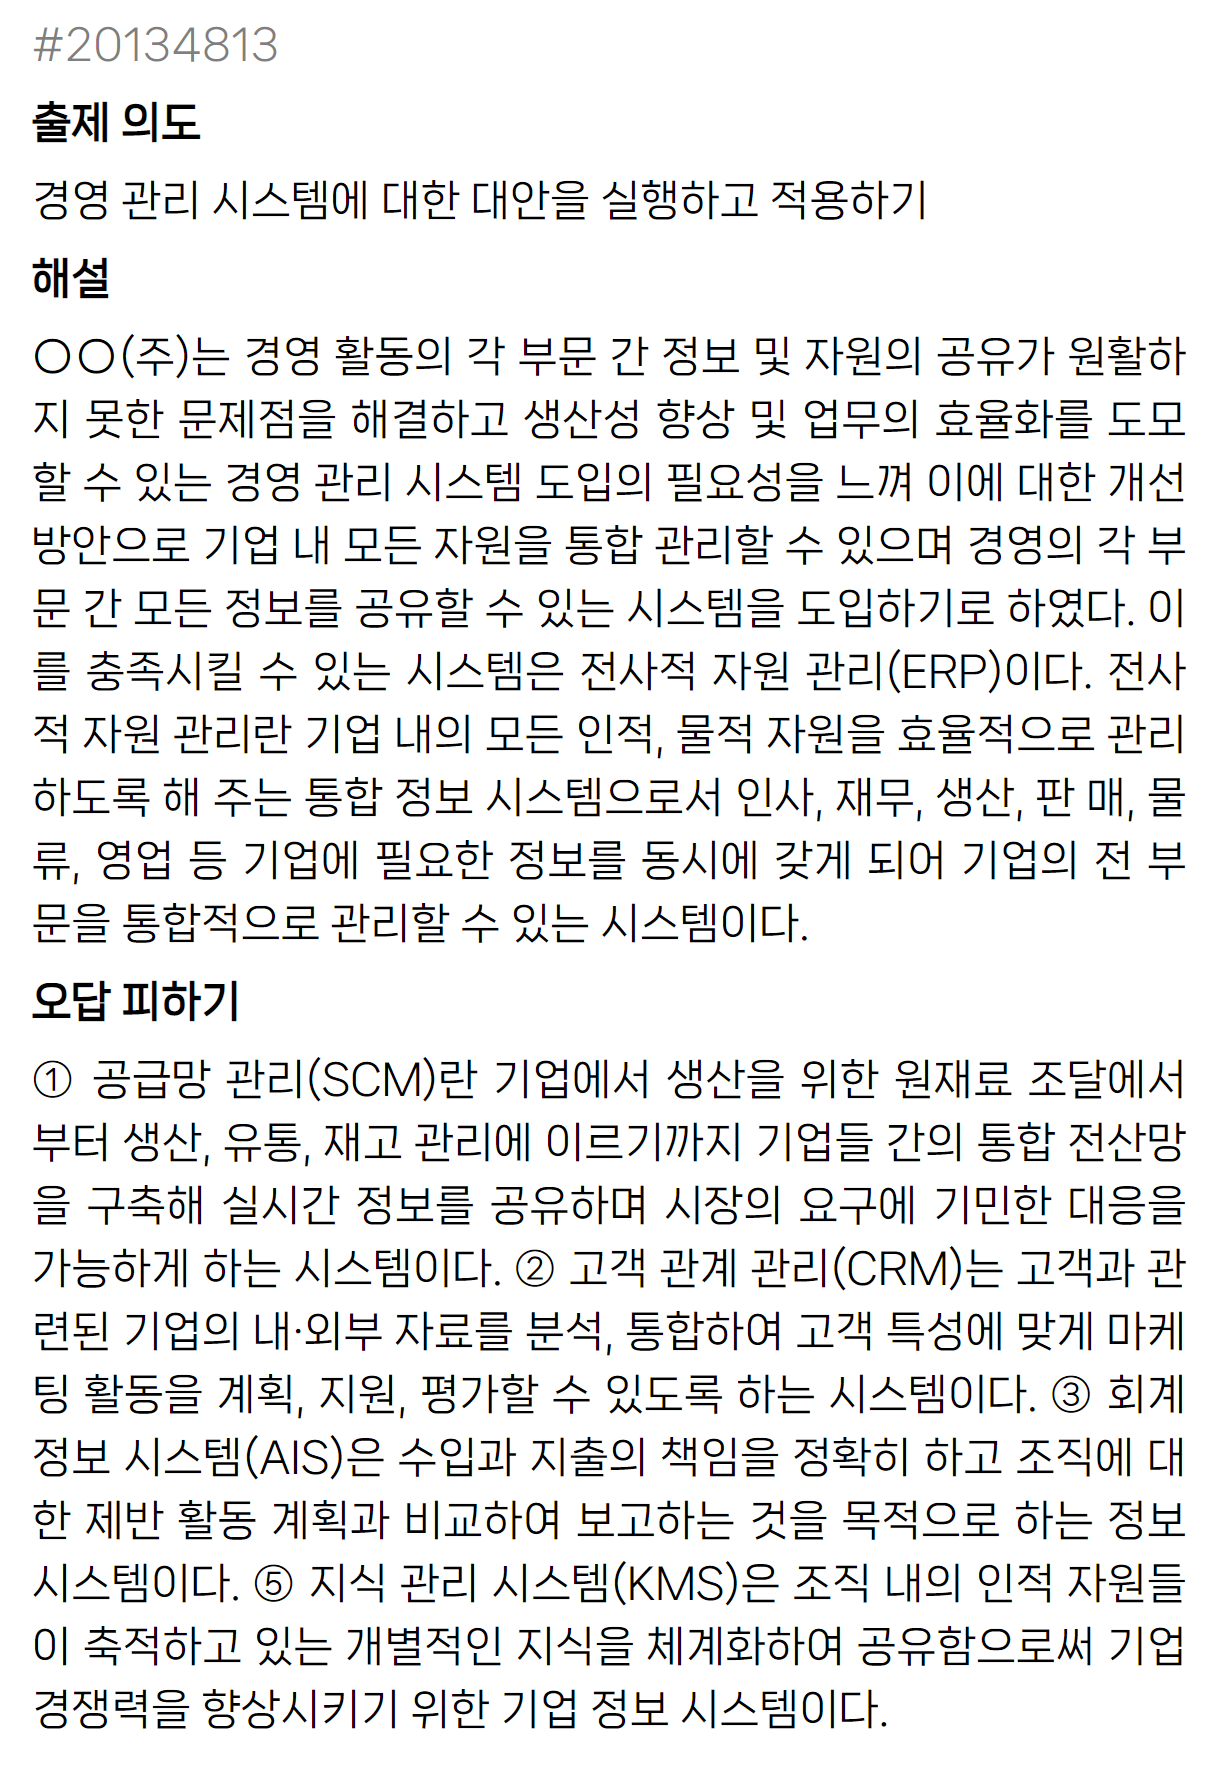 #20134813
출제 의도
경영 관리 시스템에 대한 대안을 실행하고 적용하기
해설
○○(주)는 경영 활동의 각 부문 간 정보 및 자원의 공유가 원활하
지 못한 문제점을 해결하고 생산성 향상 및 업무의 효율화를 도모
할 수 있는 경영 관리 시스템 도입의 필요성을 느껴 이에 대한 개선
방안으로 기업 내 모든 자원을 통합 관리할 수 있으며 경영의 각 부
문 간 모든 정보를 공유할 수 있는 시스템을 도입하기로 하였다. 이
를 충족시킬 수 있는 시스템은 전사적 자원 관리(ERP)이다. 전사
적 자원 관리란 기업 내의 모든 인적, 물적 자원을 효율적으로 관리
하도록 해 주는 통합 정보 시스템으로서 인사, 재무, 생산, 판 매, 물
류, 영업 등 기업에 필요한 정보를 동시에 갖게 되어 기업의 전 부
문을 통합적으로 관리할 수 있는 시스템이다.
오답 피하기
① 공급망 관리(SCM)란 기업에서 생산을 위한 원재료 조달에서
부터 생산, 유통, 재고 관리에 이르기까지 기업들 간의 통합 전산망
을 구축해 실시간 정보를 공유하며 시장의 요구에 기민한 대응을
가능하게 하는 시스템이다. ② 고객 관계 관리(CRM)는 고객과 관
련된 기업의 내·외부 자료를 분석, 통합하여 고객 특성에 맞게 마케
팅 활동을 계획, 지원, 평가할 수 있도록 하는 시스템이다. ③ 회계
정보 시스템(AIS)은 수입과 지출의 책임을 정확히 하고 조직에 대
한 제반 활동 계획과 비교하여 보고하는 것을 목적으로 하는 정보
시스템이다. ⑤ 지식 관리 시스템(KMS)은 조직 내의 인적 자원들
이 축적하고 있는 개별적인 지식을 체계화하여 공유함으로써 기업
경쟁력을 향상시키기 위한 기업 정보 시스템이다.